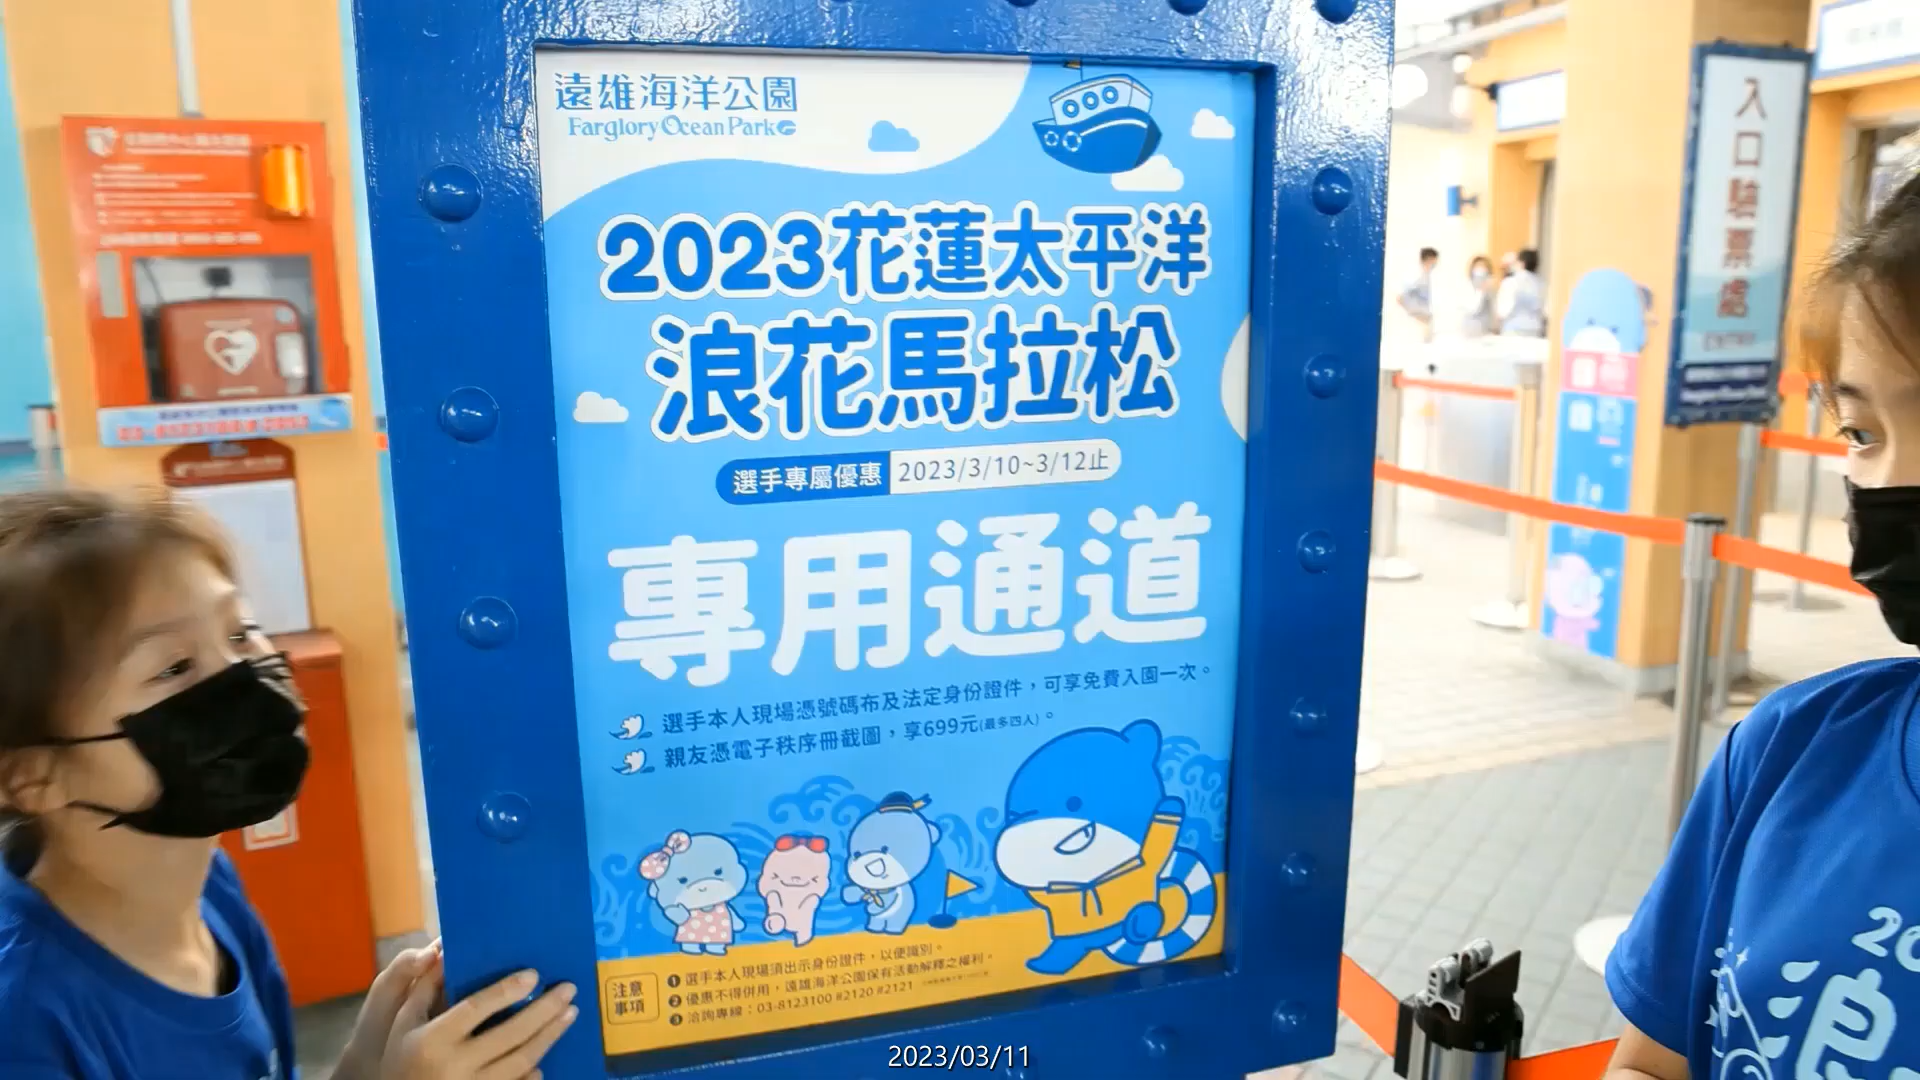 遠雄海洋公園
Farglory Ocean Park
2023花蓮太平洋
浪花馬拉松
選手專屬優惠 2023/3/10~3/12止
專用通道
選手本人現場憑號碼布及法定身份證件，可享免費入園一次。
親友憑電子秩序冊截圖，享699元(最多四人)。
注意事項
❶ 選手本人現場須出示身份證件，以便識別。
❷ 優惠不得併用，遠雄海洋公園保有活動解釋之權利。
❸ 洽詢專線：03-8123100 #2120 #2121
入口驗票處
ENTRY
20
浪
2023/03/11